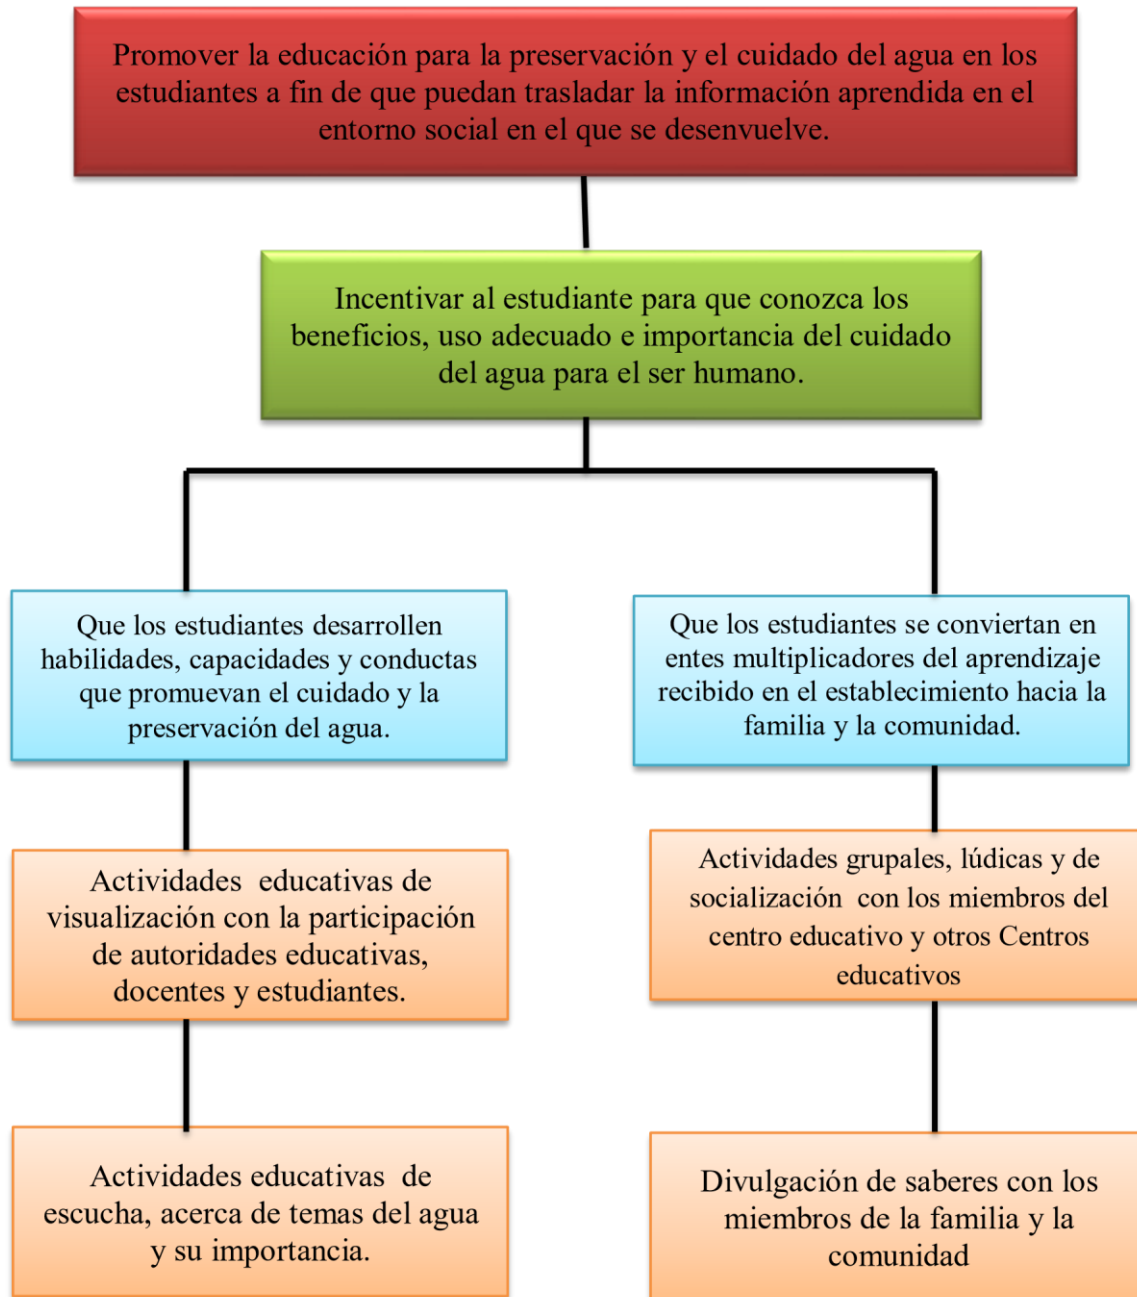 Promover la educación para la preservación y el cuidado del agua en los
estudiantes a fin de que puedan trasladar la información aprendida en el
entorno social en el que se desenvuelve.
Incentivar al estudiante para que conozca los
beneficios, uso adecuado e importancia del cuidado
del agua para el ser humano.
Que los estudiantes desarrollen
habilidades, capacidades y conductas
que promuevan el cuidado y la
preservación del agua.
Que los estudiantes se conviertan en
entes multiplicadores del aprendizaje
recibido en el establecimiento hacia la
familia y la comunidad.
Actividades educativas de
visualización con la participación
de autoridades educativas,
docentes y estudiantes.
Actividades grupales, lúdicas y de
socialización con los miembros del
centro educativo y otros Centros
educativos
Actividades educativas de
escucha, acerca de temas del agua
y su importancia.
Divulgación de saberes con los
miembros de la familia y la
comunidad